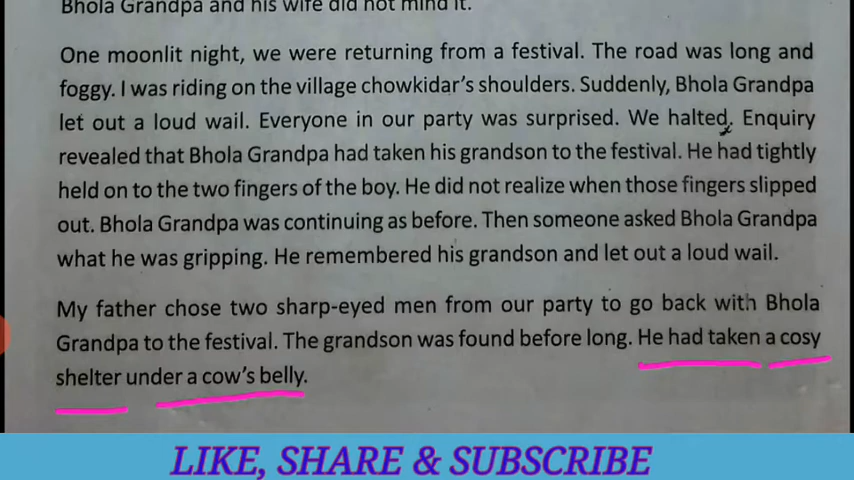 Bhola Grandpa and his wife did not mind it.
One moonlit night, we were returning from a festival. The road was long and
foggy. I was riding on the village chowkidar's shoulders. Suddenly, Bhola Grandpa
let out a loud wail. Everyone in our party was surprised. We halted. Enquiry
revealed that Bhola Grandpa had taken his grandson to the festival. He had tightly
held on to the two fingers of the boy. He did not realize when those fingers slipped
out. Bhola Grandpa was continuing as before. Then someone asked Bhola Grandpa
what he was gripping. He remembered his grandson and let out a loud wail.
My father chose two sharp-eyed men from our party to go back with Bhola
Grandpa to the festival. The grandson was found before long. He had taken a cosy
shelter under a cow's belly.
LIKE, SHARE & SUBSCRIBE